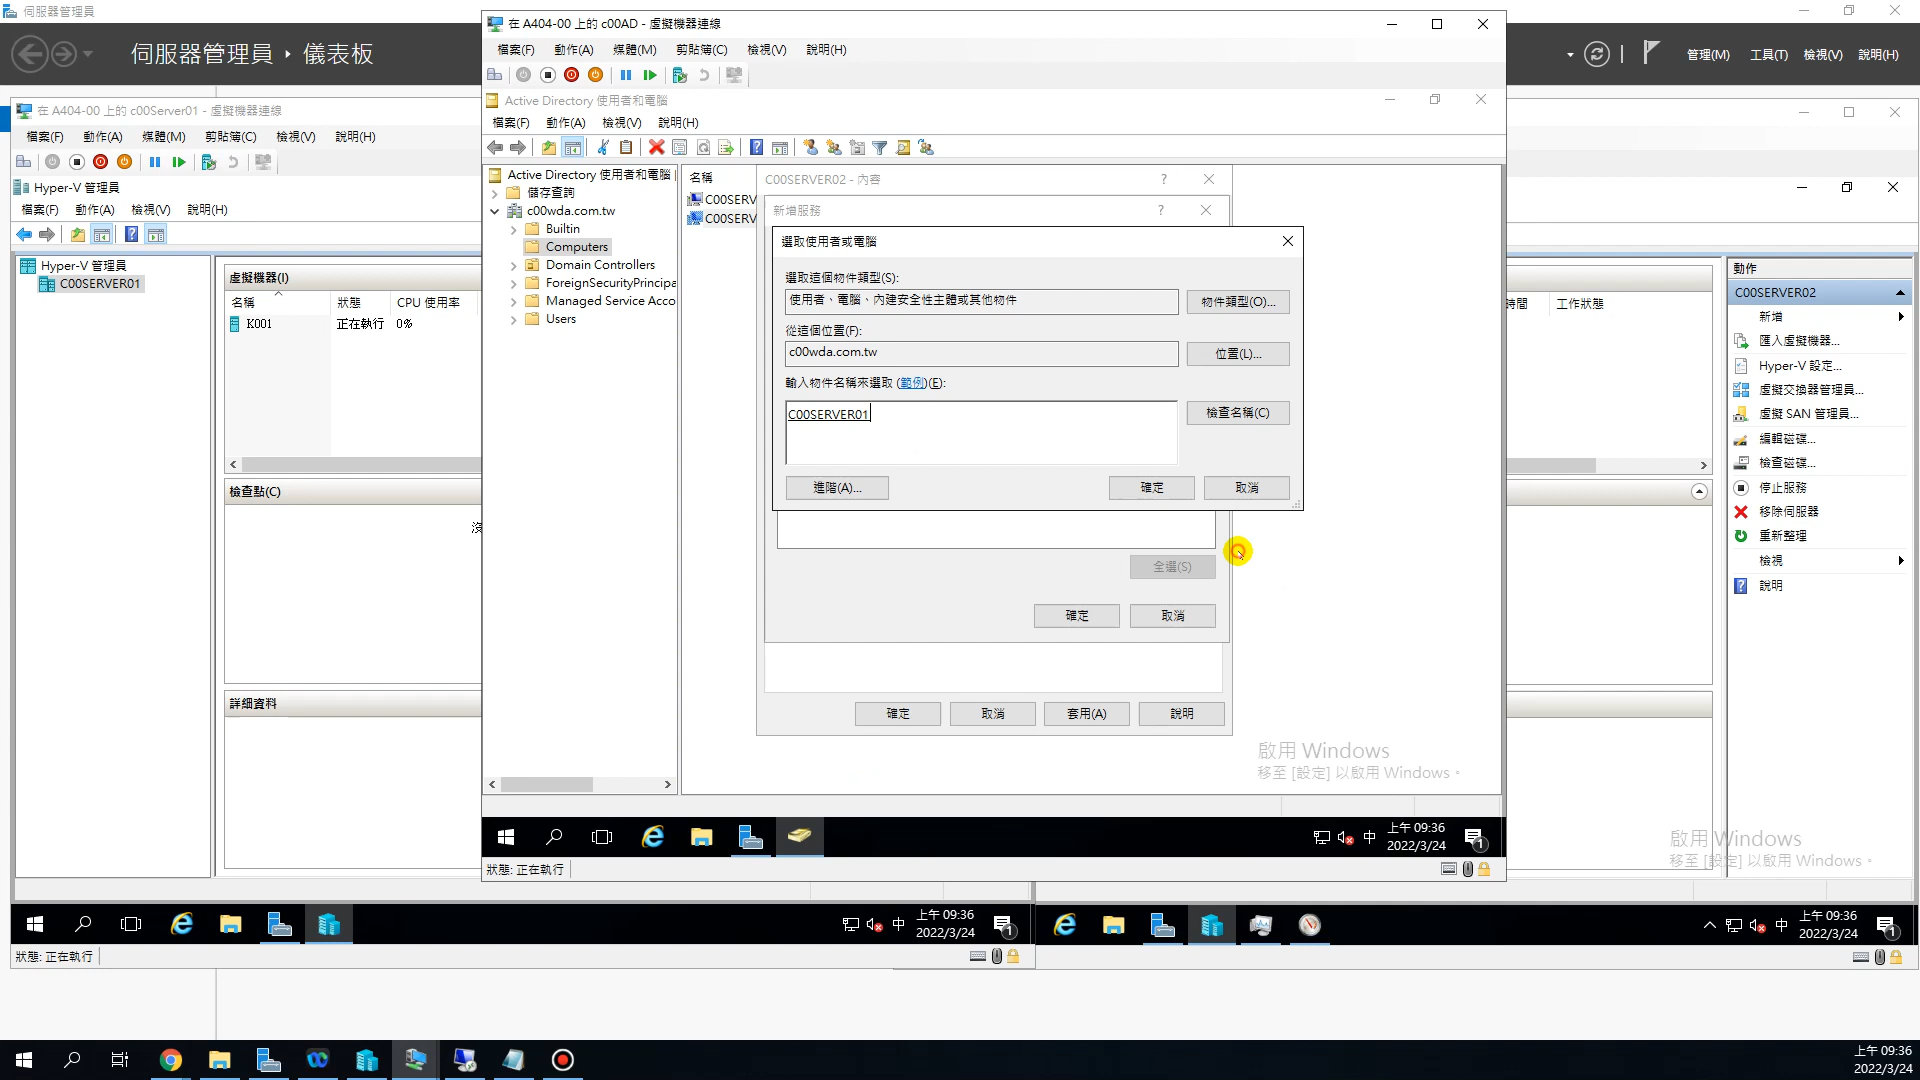 伺服器管理員
伺服器管理員 ‣ 儀表板
管理(M) 工具(T) 檢視(V) 說明(H)
在 A404-00 上的 c00Server01 - 虛擬機器連線
檔案(F) 動作(A) 媒體(M) 剪貼簿(C) 檢視(V) 說明(H)
Hyper-V 管理員
檔案(F) 動作(A) 檢視(V) 說明(H)
Hyper-V 管理員
C00SERVER01
虛擬機器(I)
名稱 狀態 CPU 使用率
K001 正在執行 0%
檢查點(C)
沒
詳細資料
上午 09:36
2022/3/24
中
1
狀態: 正在執行
在 A404-00 上的 c00AD - 虛擬機器連線
檔案(F) 動作(A) 媒體(M) 剪貼簿(C) 檢視(V) 說明(H)
Active Directory 使用者和電腦
檔案(F) 動作(A) 檢視(V) 說明(H)
Active Directory 使用者和電腦
儲存查詢
c00wda.com.tw
Builtin
Computers
Domain Controllers
ForeignSecurityPrincipa
Managed Service Acco
Users
名稱
C00SERV
C00SERV
C00SERVER02 - 內容
新增服務
選取使用者或電腦
選取這個物件類型(S):
使用者、電腦、內建安全性主體或其他物件
物件類型(O)...
從這個位置(F):
c00wda.com.tw
位置(L)...
輸入物件名稱來選取 (範例)(E):
C00SERVER01
檢查名稱(C)
進階(A)...
確定 取消
全選(S)
確定 取消
確定 取消 套用(A) 說明
啟用 Windows
移至 [設定] 以啟用 Windows。
中
上午 09:36
2022/3/24
1
狀態: 正在執行
時間 工作狀態
動作
C00SERVER02
新增
匯入虛擬機器...
Hyper-V 設定...
虛擬交換器管理員...
虛擬 SAN 管理員...
編輯磁碟...
檢查磁碟...
停止服務
移除伺服器
重新整理
檢視
說明
啟用 Windows
移至 [設定] 以啟用 Windows。
中
上午 09:36
2022/3/24
1
上午 09:36
2022/3/24